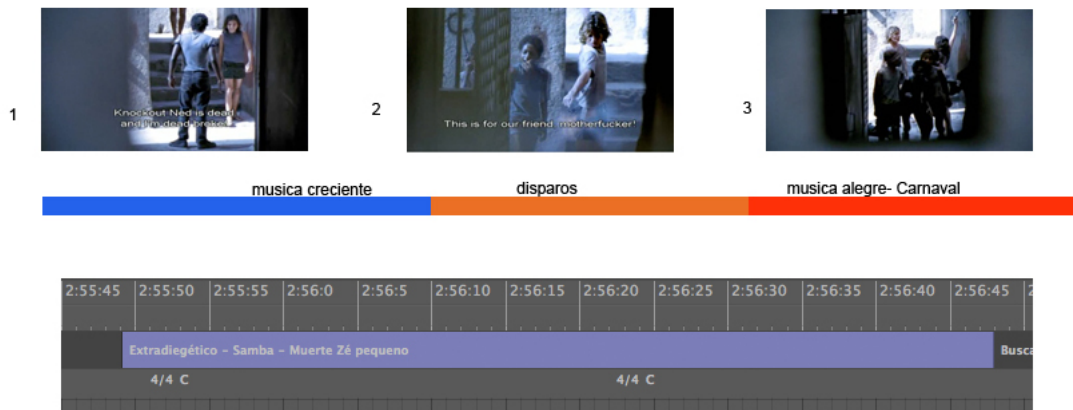 1
Knockout Ned is dead
and I'm dead broke.
2
This is for our friend, motherfucker!
3
musica creciente
disparos
musica alegre- Carnaval
2:55:45 2:55:50 2:55:55 2:56:0 2:56:5 2:56:10 2:56:15 2:56:20 2:56:25 2:56:30 2:56:35 2:56:40 2:56:45 2
Extradiegético – Samba – Muerte Zé pequeno
Busca
4/4 C
4/4 C